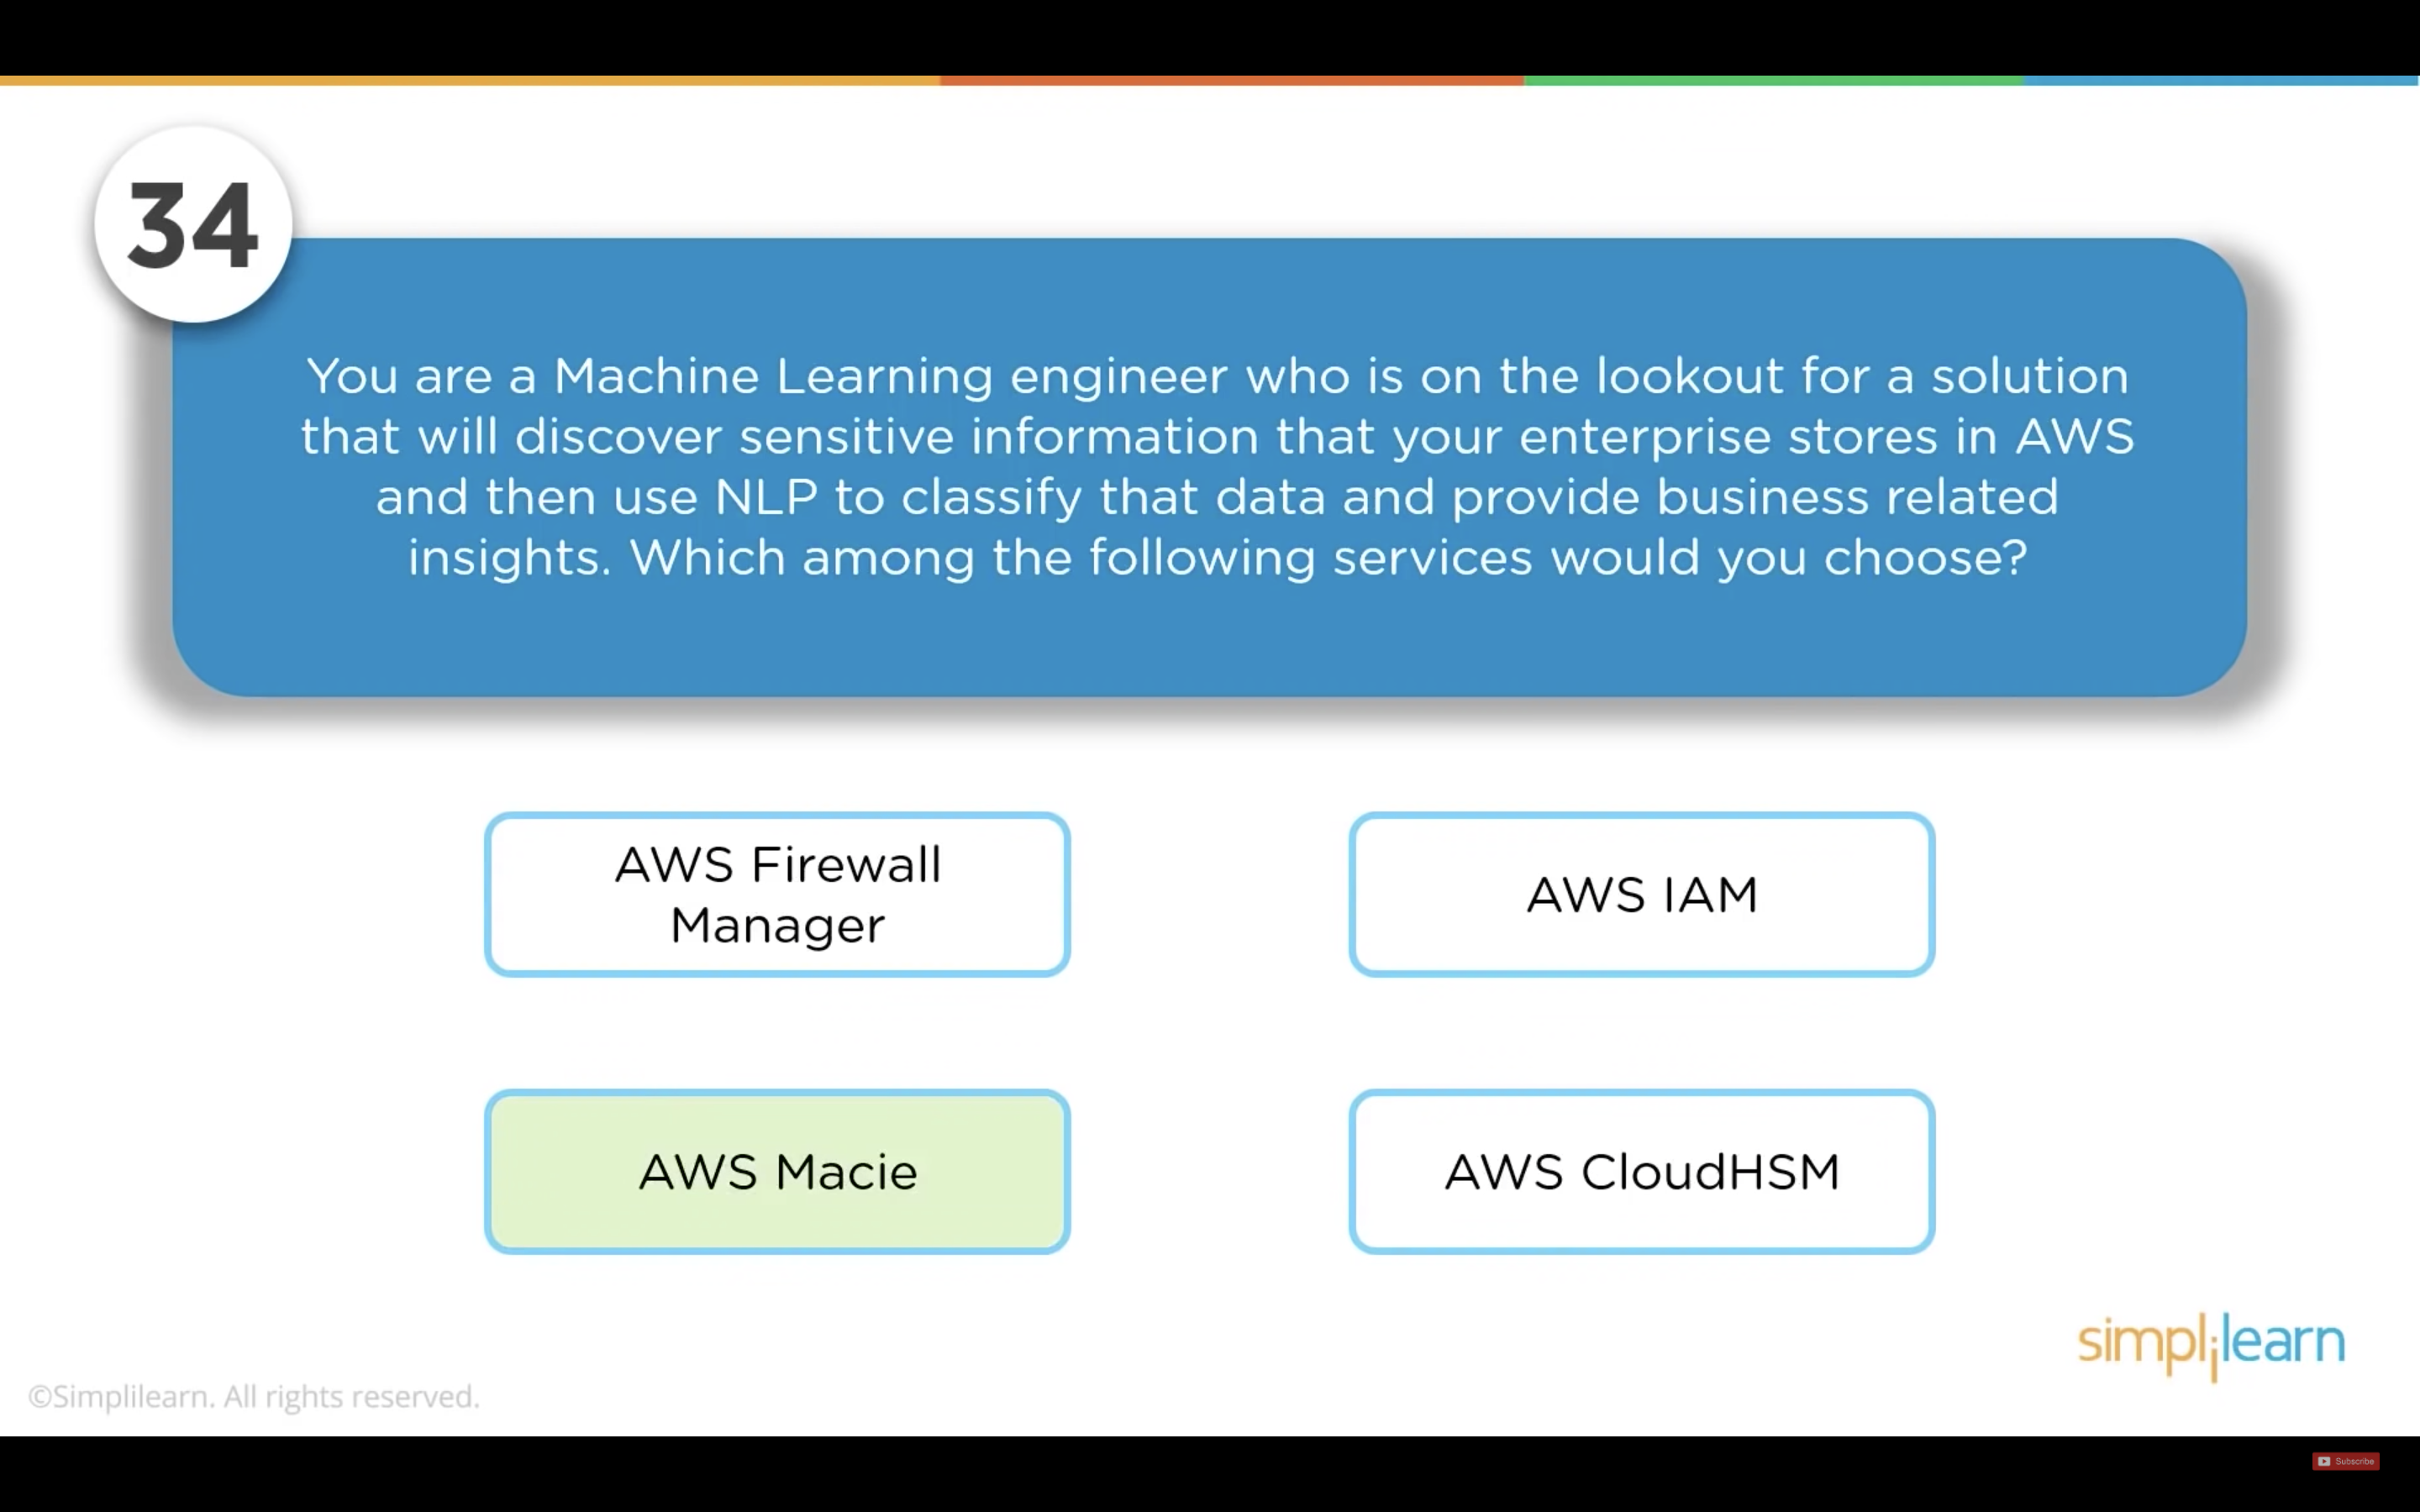 34
You are a Machine Learning engineer who is on the lookout for a solution
that will discover sensitive information that your enterprise stores in AWS
and then use NLP to classify that data and provide business related
insights. Which among the following services would you choose?
AWS Firewall
Manager
AWS IAM
AWS Macie
AWS CloudHSM
simplilearn
©Simplilearn. All rights reserved.
Subscribe